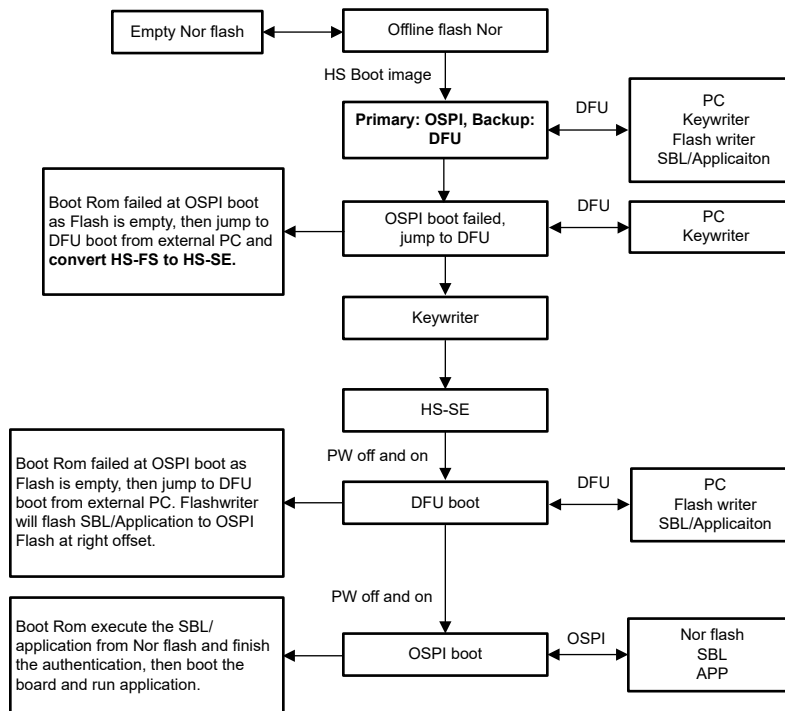 Empty Nor flash
Offline flash Nor
HS Boot image
Primary: OSPI, Backup:
DFU
DFU
PC
Keywriter
Flash writer
SBL/Applicaiton
Boot Rom failed at OSPI boot
as Flash is empty, then jump to
DFU boot from external PC and
convert HS-FS to HS-SE.
OSPI boot failed,
jump to DFU
DFU
PC
Keywriter
Keywriter
HS-SE
PW off and on
Boot Rom failed at OSPI boot as
Flash is empty, then jump to DFU
boot from external PC. Flashwriter
will flash SBL/Application to OSPI
Flash at right offset.
DFU boot
DFU
PC
Flash writer
SBL/Applicaiton
PW off and on
Boot Rom execute the SBL/
application from Nor flash and finish
the authentication, then boot the
board and run application.
OSPI boot
OSPI
Nor flash
SBL
APP